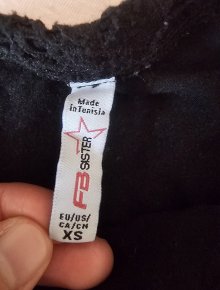 Made
in Tunisia
FB SISTER
EU/US/
CA/CN
XS